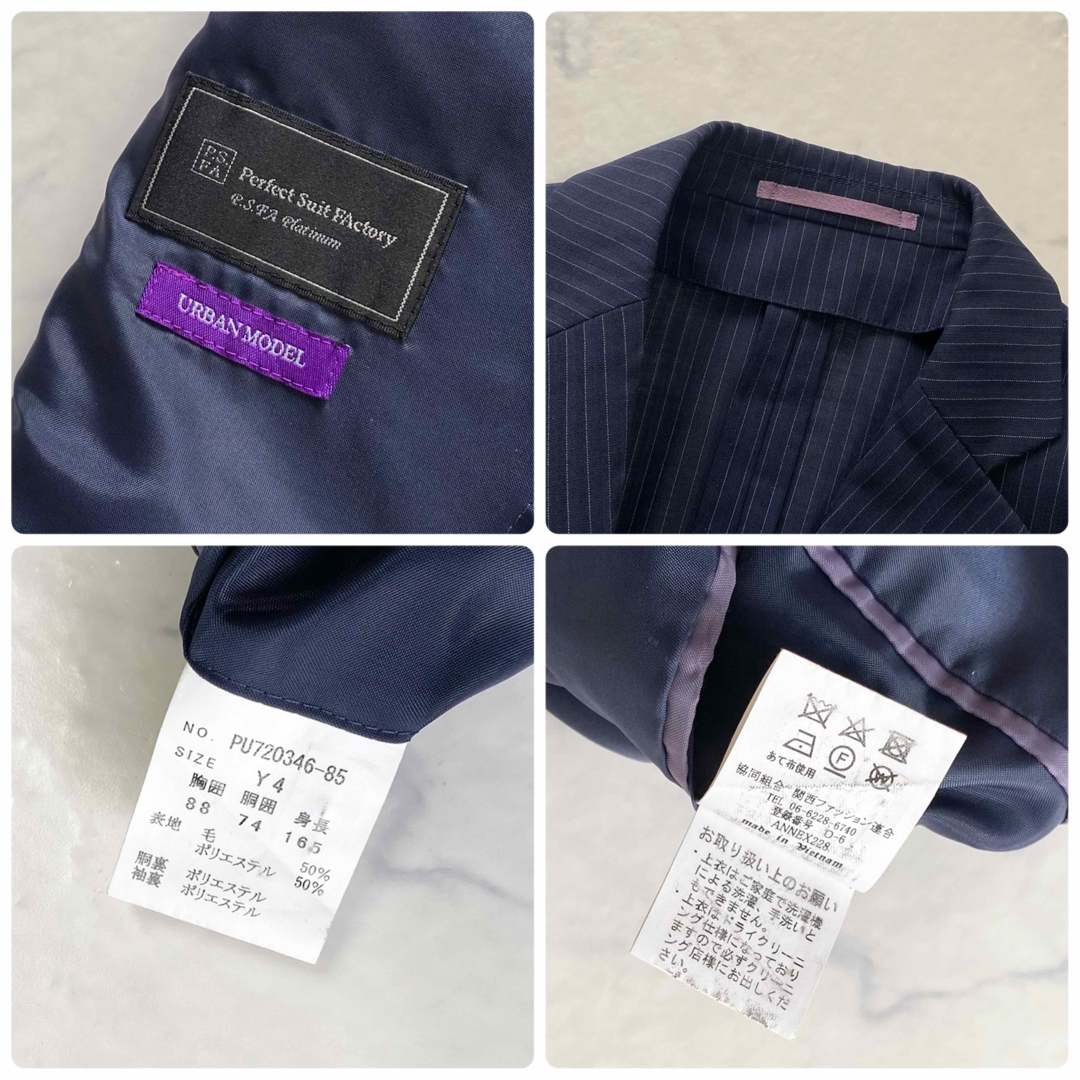 P.S.
FA
Perfect Suit FActory
P.S.FA Platinum
URBAN MODEL
NO. PU720346-85
SIZE Y4
胸囲 胴囲 身長
88 74 165
表地 毛 50%
ポリエステル 50%
胴裏 ポリエステル
袖裏 ポリエステル
あて布使用
協同組合 関西ファッション連合
TEL 06-6228-6740
登録番号 O-6
ANNEX228
made in Vietnam
お取り扱い上のお願い
・上衣はご家庭で洗濯機
による洗濯、手洗いと
もできません。
・上衣はドライクリーニ
ング仕様になっており
ますので必ずクリーニ
ング店様にお出しくだ
さい。